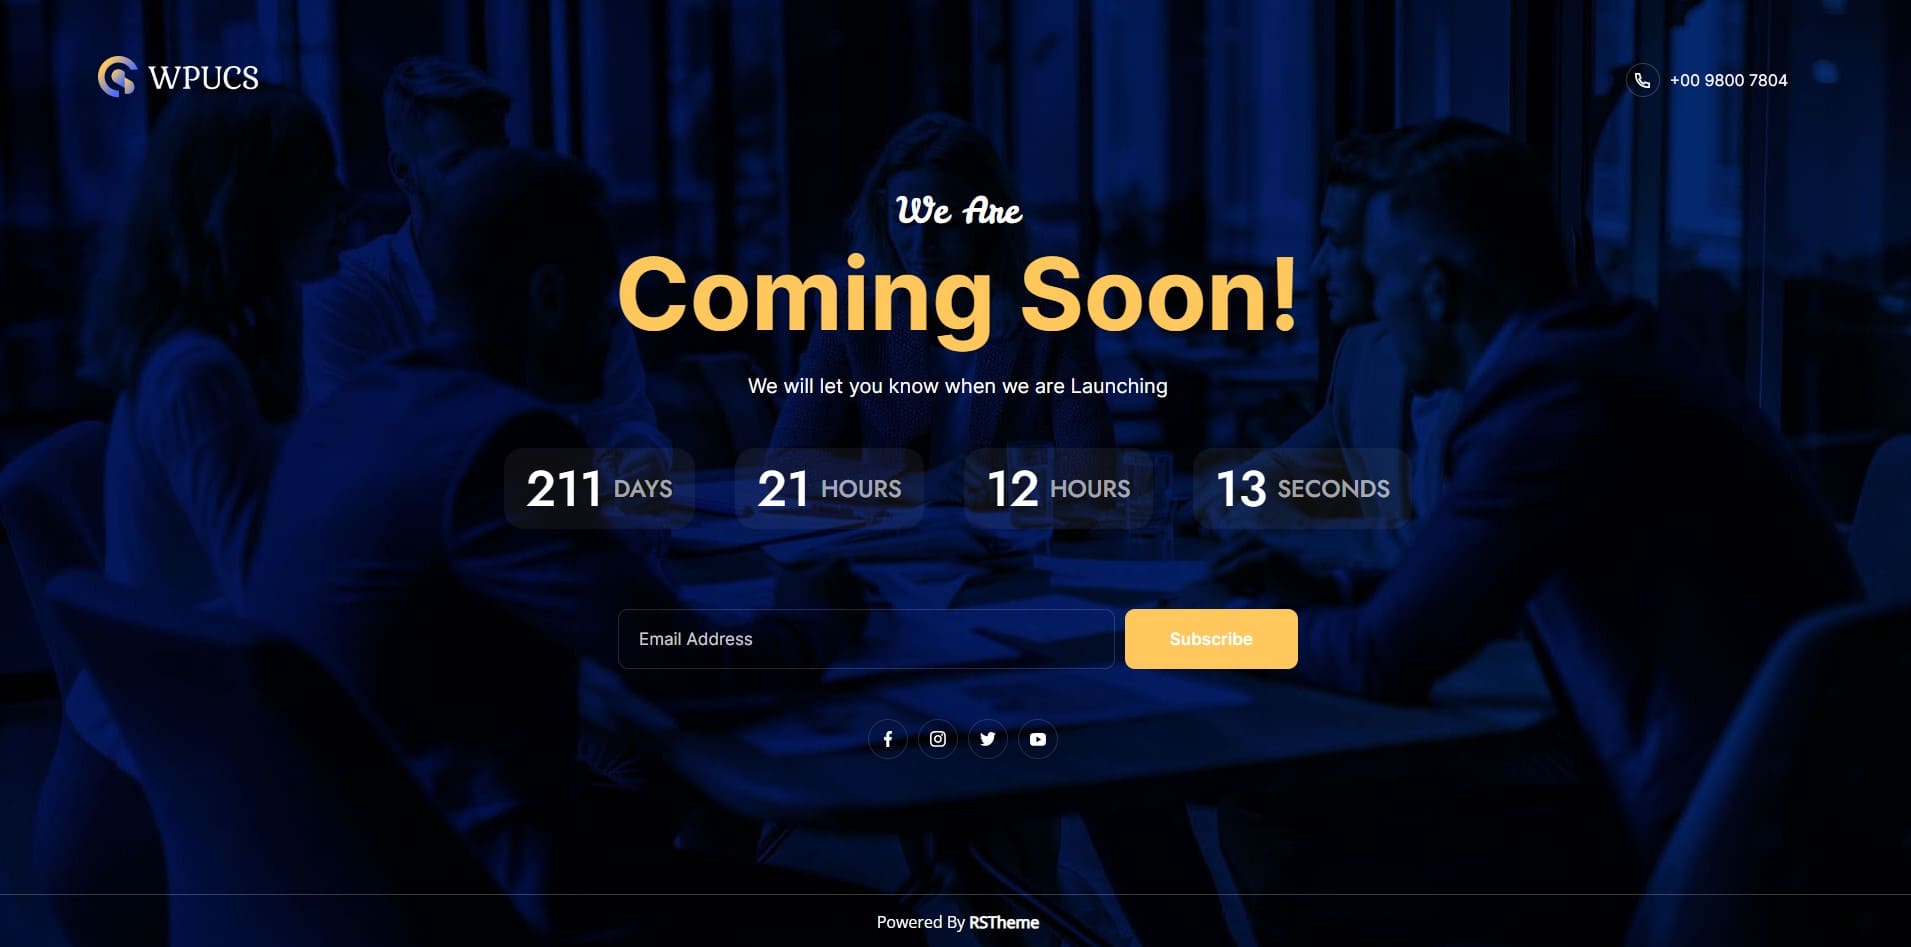 WPUCS
+00 9800 7804
We Are
Coming Soon!
We will let you know when we are Launching
211 DAYS 21 HOURS 12 HOURS 13 SECONDS
Email Address
Subscribe
Powered By RSTheme